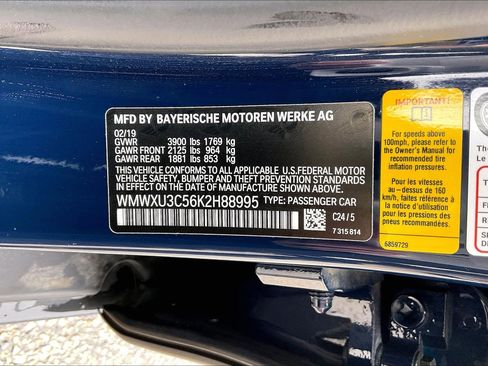 MFD BY BAYERISCHE MOTOREN WERKE AG
02/19
GVWR 3900 lbs 1769 kg
GAWR FRONT 2125 lbs 964 kg
GAWR REAR 1881 lbs 853 kg
THIS VEHICLE CONFORMS TO ALL APPLICABLE U.S.FEDERAL MOTOR
VEHICLE SAFETY, BUMPER AND THEFT PREVENTION STANDARDS
IN EFFECT ON THE DATE OF MANUFACTURE SHOWN ABOVE.
WMWXU3C56K2H88995 TYPE: PASSENGER CAR
C24 / 5
7 315 814
IMPORTANT!
For speeds above
100mph, please refer to
the Owner's Manual for
recommended tire
inflation pressures.
Pour les vitesses d'
au-dessus de 160
km/h, s'il vous plaît
référez à la notice
d'utilisation pour les
pressions des pneus
recommandées.
6859729